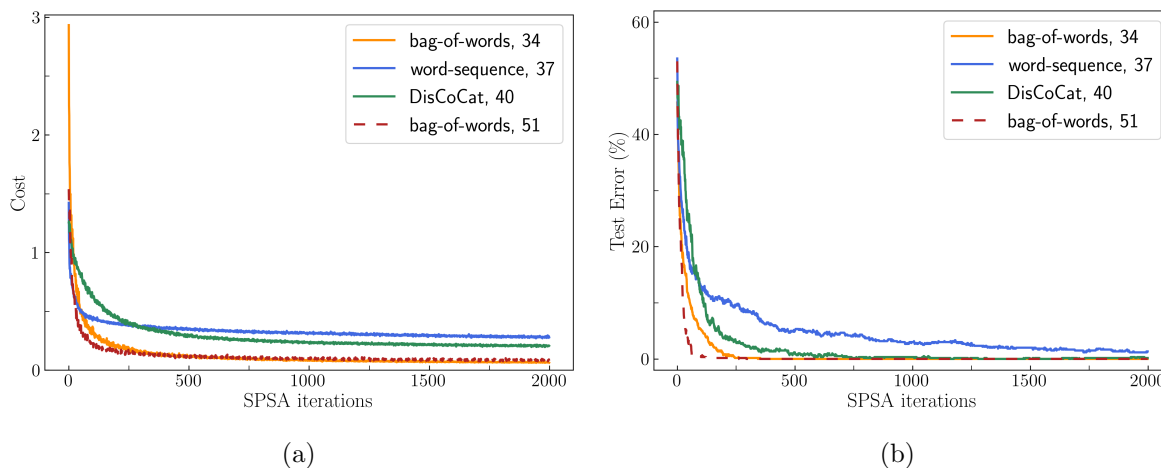 3
2
1
0
Cost
0
500
1000
1500
2000
SPSA iterations
bag-of-words, 34
word-sequence, 37
DisCoCat, 40
bag-of-words, 51
(a)
60
40
20
0
Test Error (%)
0
500
1000
1500
2000
SPSA iterations
bag-of-words, 34
word-sequence, 37
DisCoCat, 40
bag-of-words, 51
(b)